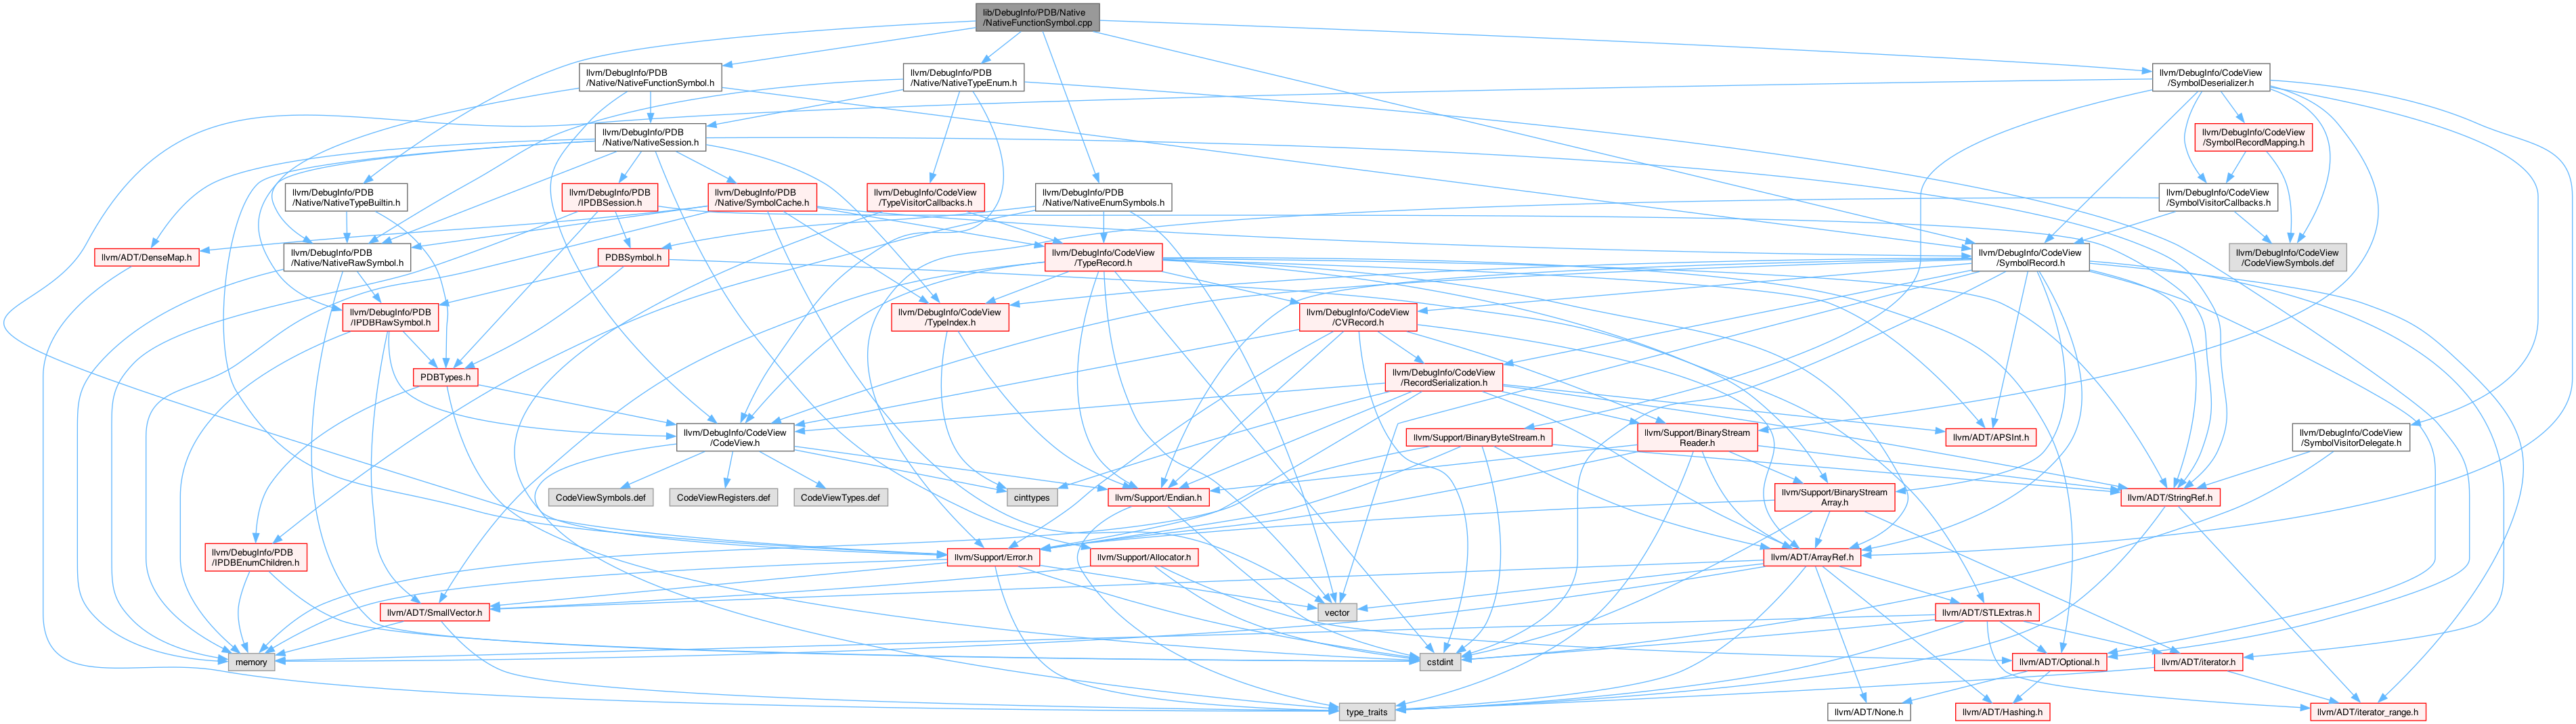 lib/DebugInfo/PDB/Native
/NativeFunctionSymbol.cpp
llvm/DebugInfo/PDB
/Native/NativeFunctionSymbol.h
llvm/DebugInfo/PDB
/Native/NativeTypeEnum.h
llvm/DebugInfo/CodeView
/SymbolDeserializer.h
llvm/DebugInfo/PDB
/Native/NativeSession.h
llvm/DebugInfo/CodeView
/SymbolRecordMapping.h
llvm/DebugInfo/PDB
/Native/NativeTypeBuiltin.h
llvm/DebugInfo/PDB
/IPDBSession.h
llvm/DebugInfo/PDB
/Native/SymbolCache.h
llvm/DebugInfo/CodeView
/TypeVisitorCallbacks.h
llvm/DebugInfo/PDB
/Native/NativeEnumSymbols.h
llvm/DebugInfo/CodeView
/SymbolVisitorCallbacks.h
llvm/ADT/DenseMap.h
llvm/DebugInfo/PDB
/Native/NativeRawSymbol.h
PDBSymbol.h
llvm/DebugInfo/CodeView
/TypeRecord.h
llvm/DebugInfo/CodeView
/SymbolRecord.h
llvm/DebugInfo/CodeView
/CodeViewSymbols.def
llvm/DebugInfo/PDB
/IPDBRawSymbol.h
llvm/DebugInfo/CodeView
/TypeIndex.h
llvm/DebugInfo/CodeView
/CVRecord.h
PDBTypes.h
llvm/DebugInfo/CodeView
/RecordSerialization.h
llvm/DebugInfo/CodeView
/CodeView.h
llvm/Support/BinaryByteStream.h
llvm/Support/BinaryStream
Reader.h
llvm/ADT/APSInt.h
llvm/DebugInfo/CodeView
/SymbolVisitorDelegate.h
CodeViewSymbols.def
CodeViewRegisters.def
CodeViewTypes.def
cinttypes
llvm/Support/Endian.h
llvm/Support/BinaryStream
Array.h
llvm/ADT/StringRef.h
llvm/DebugInfo/PDB
/IPDBEnumChildren.h
llvm/Support/Error.h
llvm/Support/Allocator.h
llvm/ADT/ArrayRef.h
llvm/ADT/SmallVector.h
vector
llvm/ADT/STLExtras.h
memory
cstdint
llvm/ADT/Optional.h
llvm/ADT/iterator.h
type_traits
llvm/ADT/None.h
llvm/ADT/Hashing.h
llvm/ADT/iterator_range.h